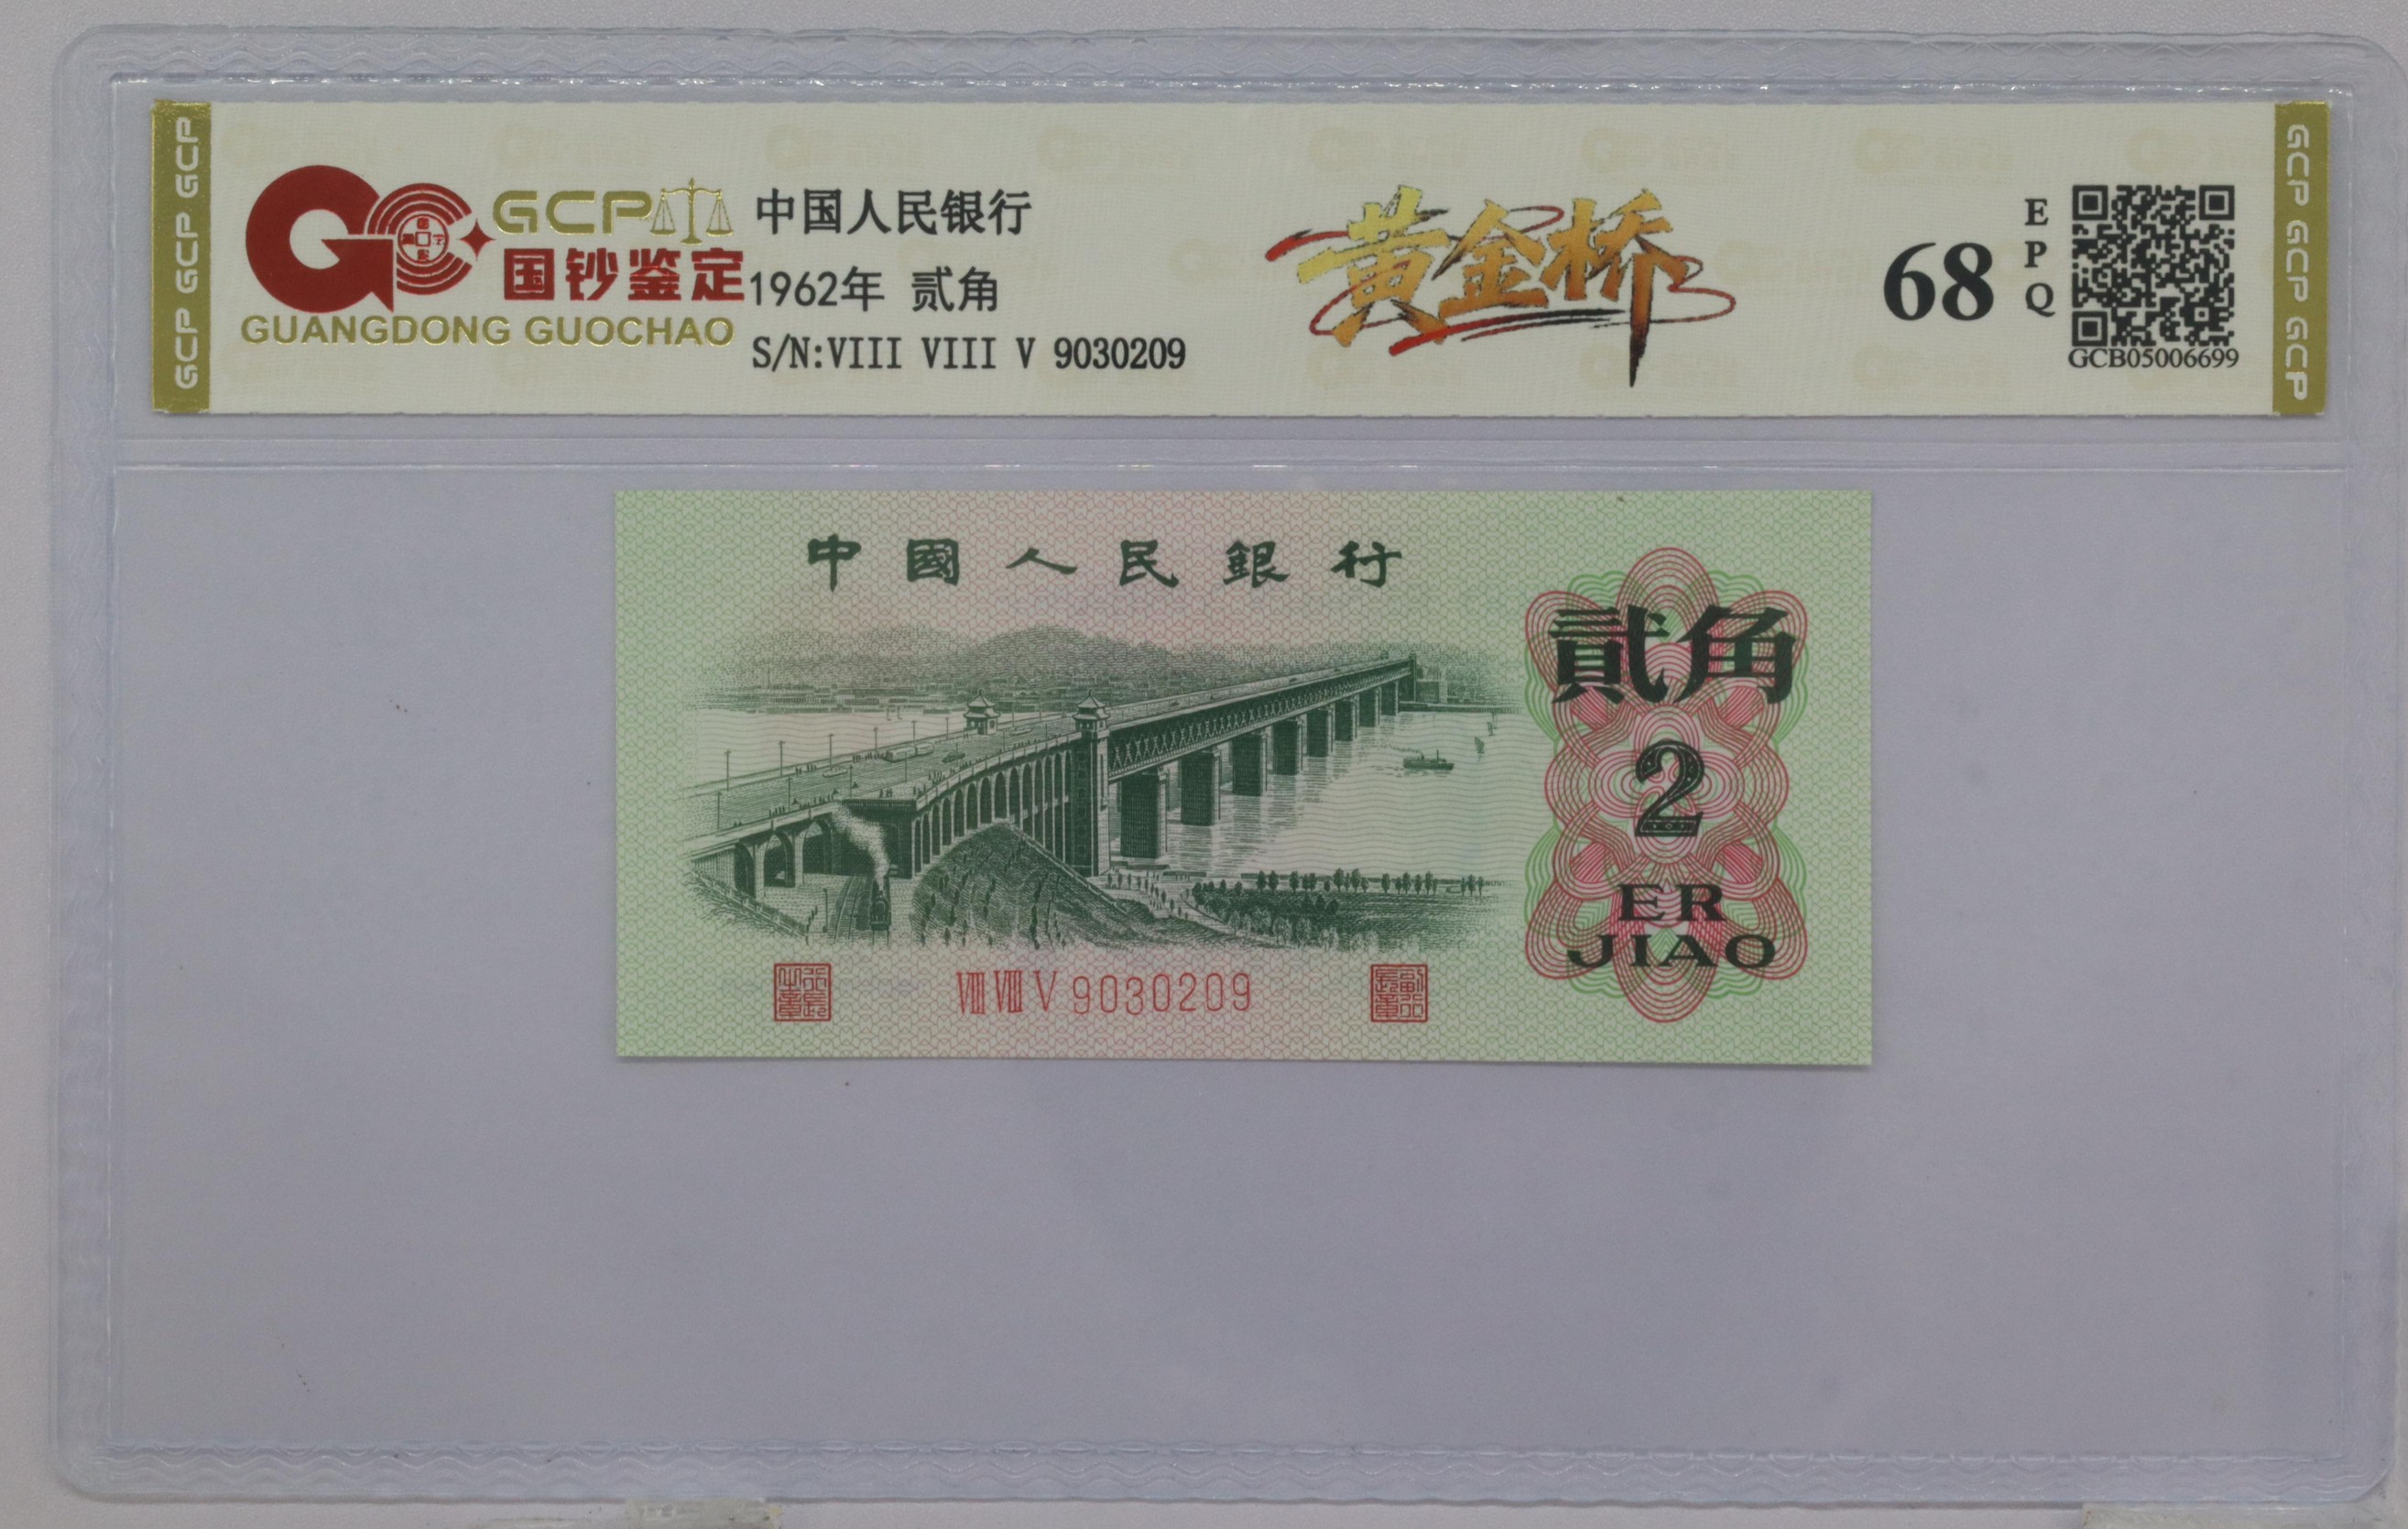 GCP GCP GCP
GCP
国钞鉴定
GUANGDONG GUOCHAO
中国人民银行
1962年 贰角
S/N:VIII VIII V 9030209
黄金桥
68
EPQ
GCB05006699
GCP GCP GCP
中國人民銀行
貳角
2
ER
JIAO
VIII VIII V 9030209